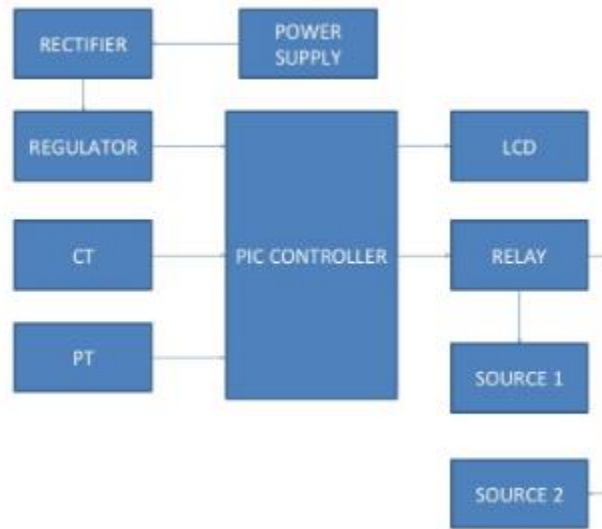 RECTIFIER
POWER
SUPPLY
REGULATOR
LCD
CT
PIC CONTROLLER
RELAY
PT
SOURCE 1
SOURCE 2